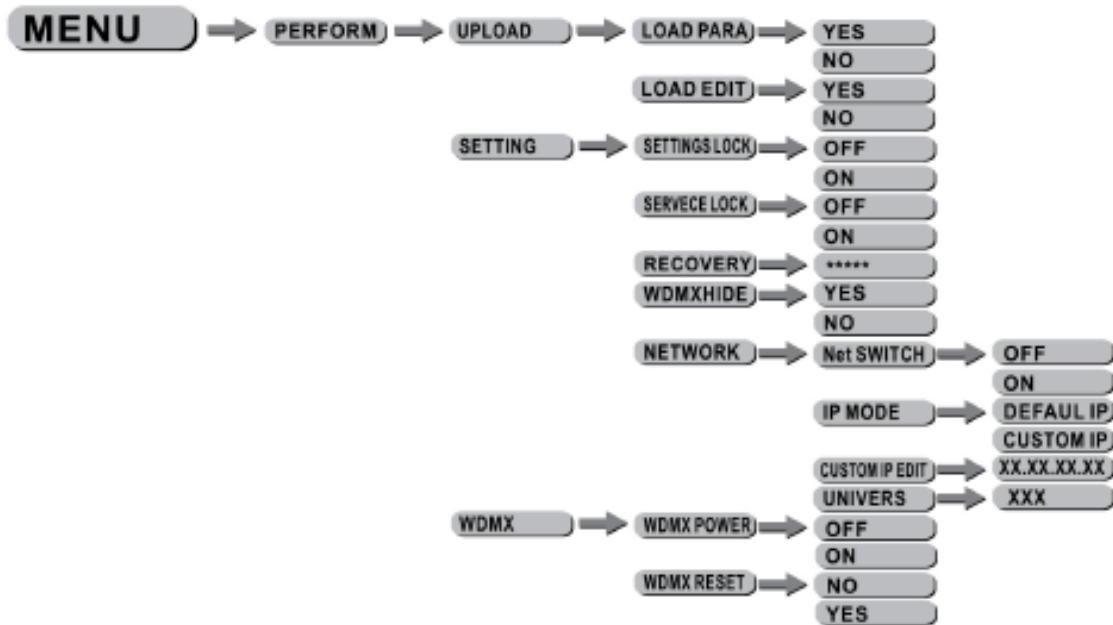 MENU PERFORM UPLOAD LOAD PARA YES
NO
LOAD EDIT YES
NO
SETTING SETTINGS LOCK OFF
ON
SERVECE LOCK OFF
ON
RECOVERY *****
WDMXHIDE YES
NO
NETWORK Net SWITCH OFF
ON
IP MODE DEFAUL IP
CUSTOM IP
CUSTOM IP EDIT XX.XX.XX.XX
UNIVERS XXX
WDMX WDMX POWER OFF
ON
WDMX RESET NO
YES